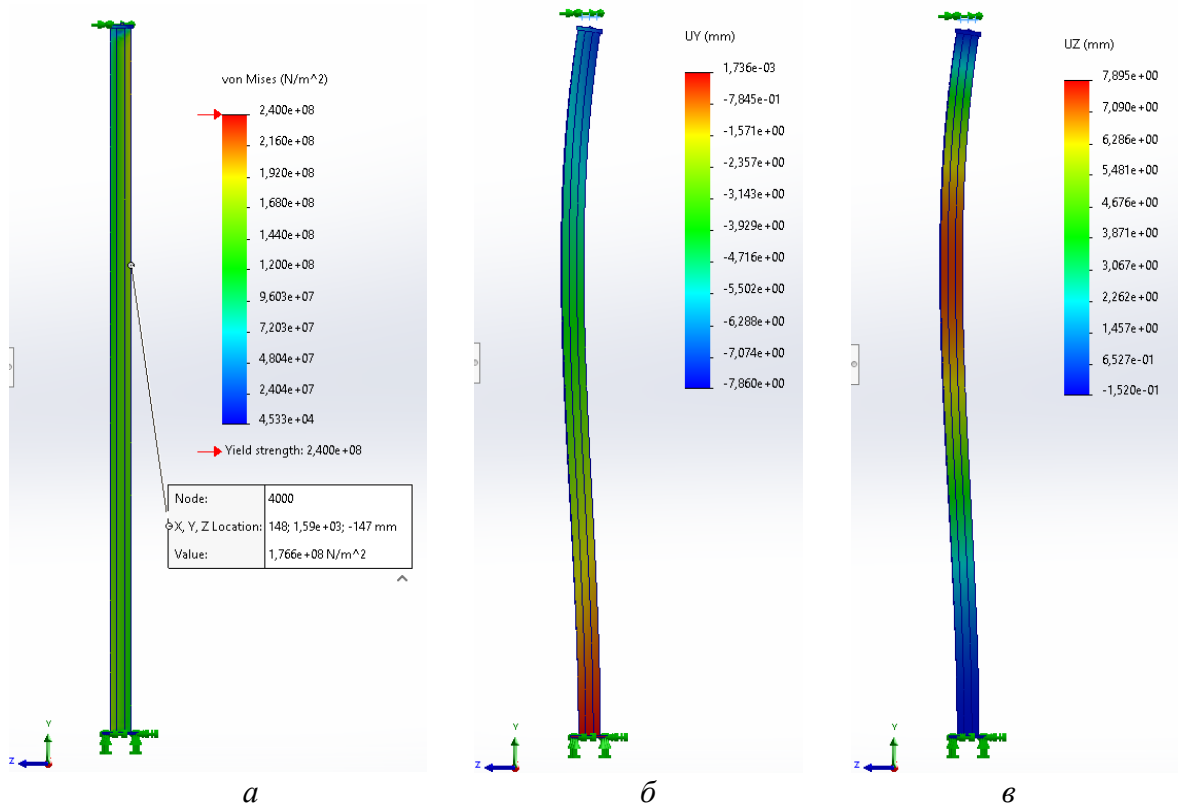 von Mises (N/m^2)
2,400e+08
2,160e+08
1,920e+08
1,680e+08
1,440e+08
1,200e+08
9,603e+07
7,203e+07
4,804e+07
2,404e+07
4,533e+04
Yield strength: 2,400e+08
Node: 4000
X, Y, Z Location: 148; 1,59e+03; -147 mm
Value: 1,766e+08 N/m^2
Y
Z
а
UY (mm)
1,736e-03
-7,845e-01
-1,571e+00
-2,357e+00
-3,143e+00
-3,929e+00
-4,716e+00
-5,502e+00
-6,288e+00
-7,074e+00
-7,860e+00
Y
Z
б
UZ (mm)
7,895e+00
7,090e+00
6,286e+00
5,481e+00
4,676e+00
3,871e+00
3,067e+00
2,262e+00
1,457e+00
6,527e-01
-1,520e-01
Y
Z
в